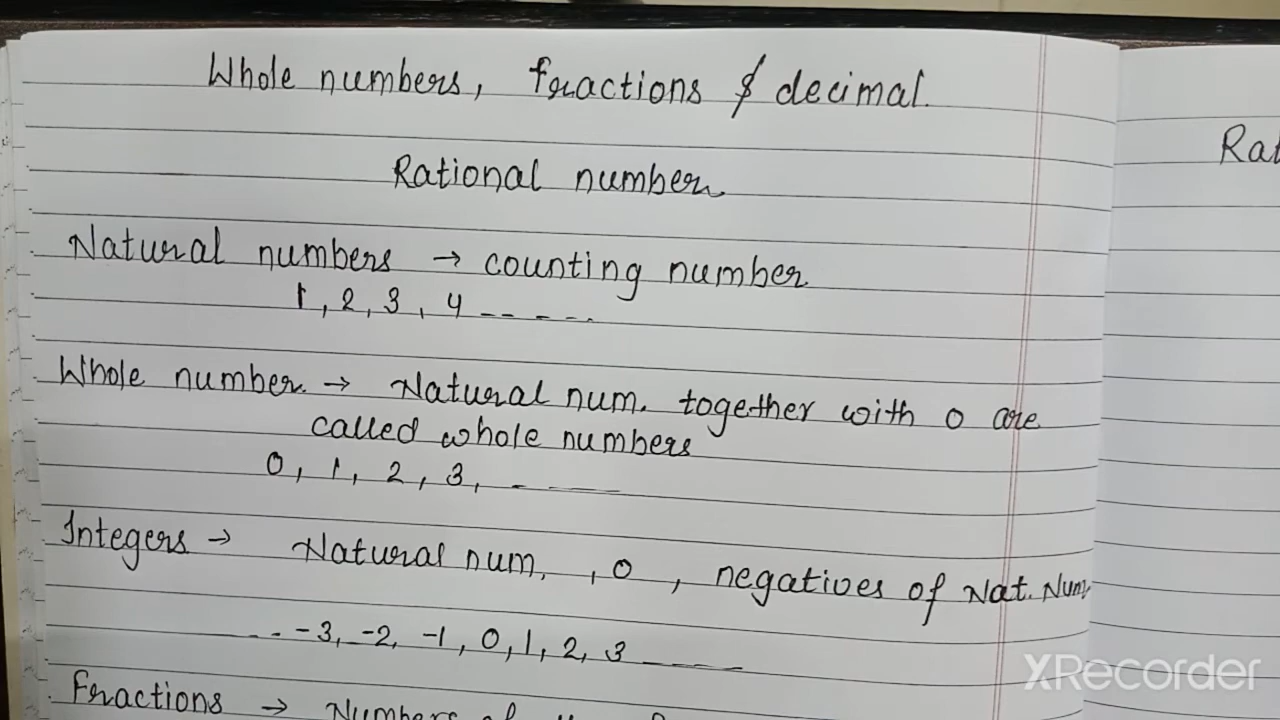 Whole numbers, fractions & decimal.
Rat
Rational number.
Natural numbers → counting number
1, 2, 3, 4 -----
Whole number. → Natural num. together with 0 are
called whole numbers
0, 1, 2, 3, - ——
Integers → Natural num. , 0 , negatives of Nat. Num.
-- -3, -2, -1, 0, 1, 2, 3 ————
XRecorder
Fractions → Numbers of